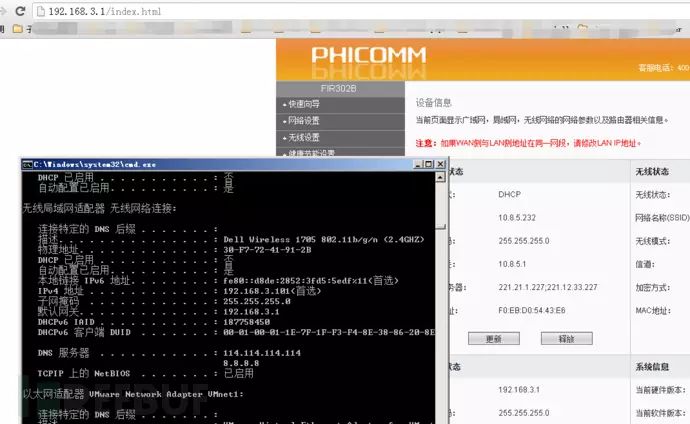 192.168.3.1/index.html
PHICOMM
客服电话：400
FIR302B
+快速向导
+网络设置
+无线设置
+健康节能设置
设备信息
当前页面显示广域网，局域网，无线网络的网络参数以及路由器相关信息。
注意：如果WAN侧与LAN侧地址在同一网段，请修改LAN IP地址。
状态
DHCP
10.8.5.232
255.255.255.0
10.8.5.1
221.21.1.227;221.12.33.227
F0:EB:D0:54:43:E6
更新
释放
192.168.3.1
255.255.255.0
无线状态
无线状态:
网络名称(SSID)
无线模式:
信道:
加密方式:
MAC地址:
系统信息
当前硬件版本:
当前软件版本:
C:\Windows\system32\cmd.exe
DHCP 已启用 . . . . . . . . . . . : 否
自动配置已启用. . . . . . . . . . : 是
无线局域网适配器 无线网络连接:
连接特定的 DNS 后缀 . . . . . . . :
描述. . . . . . . . . . . . . . . : Dell Wireless 1705 802.11b/g/n (2.4GHZ)
物理地址. . . . . . . . . . . . . : 30-F7-72-41-91-2B
DHCP 已启用 . . . . . . . . . . . : 否
自动配置已启用. . . . . . . . . . : 是
本地链接 IPv6 地址. . . . . . . . : fe80::d8de:2852:3fd5:5edf%11(首选)
IPv4 地址 . . . . . . . . . . . . : 192.168.3.101(首选)
子网掩码 . . . . . . . . . . . . : 255.255.255.0
默认网关. . . . . . . . . . . . . : 192.168.3.1
DHCPv6 IAID . . . . . . . . . . . : 187758450
DHCPv6 客户端 DUID . . . . . . . : 00-01-00-01-1E-7F-1F-F3-F4-8E-38-86-20-8E
DNS 服务器 . . . . . . . . . . . : 114.114.114.114
8.8.8.8
TCPIP 上的 NetBIOS . . . . . . . : 已启用
以太网适配器 VMware Network Adapter VMnet1:
连接特定的 DNS 后缀 . . . . . . . :